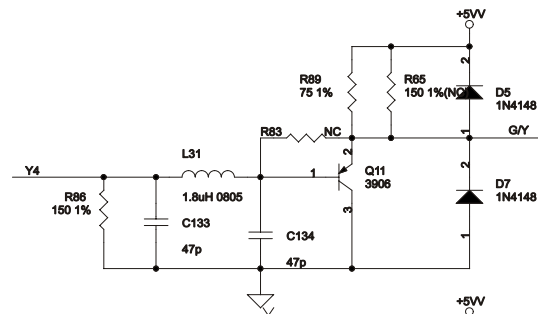 +5VV
R89
75 1%
R65
150 1%(NC)
D5
1N4148
2
1
R83
NC
G/Y
Y4
L31
1.8uH 0805
2
1
3
Q11
3906
2
1
D7
1N4148
R86
150 1%
C133
47p
C134
47p
+5VV